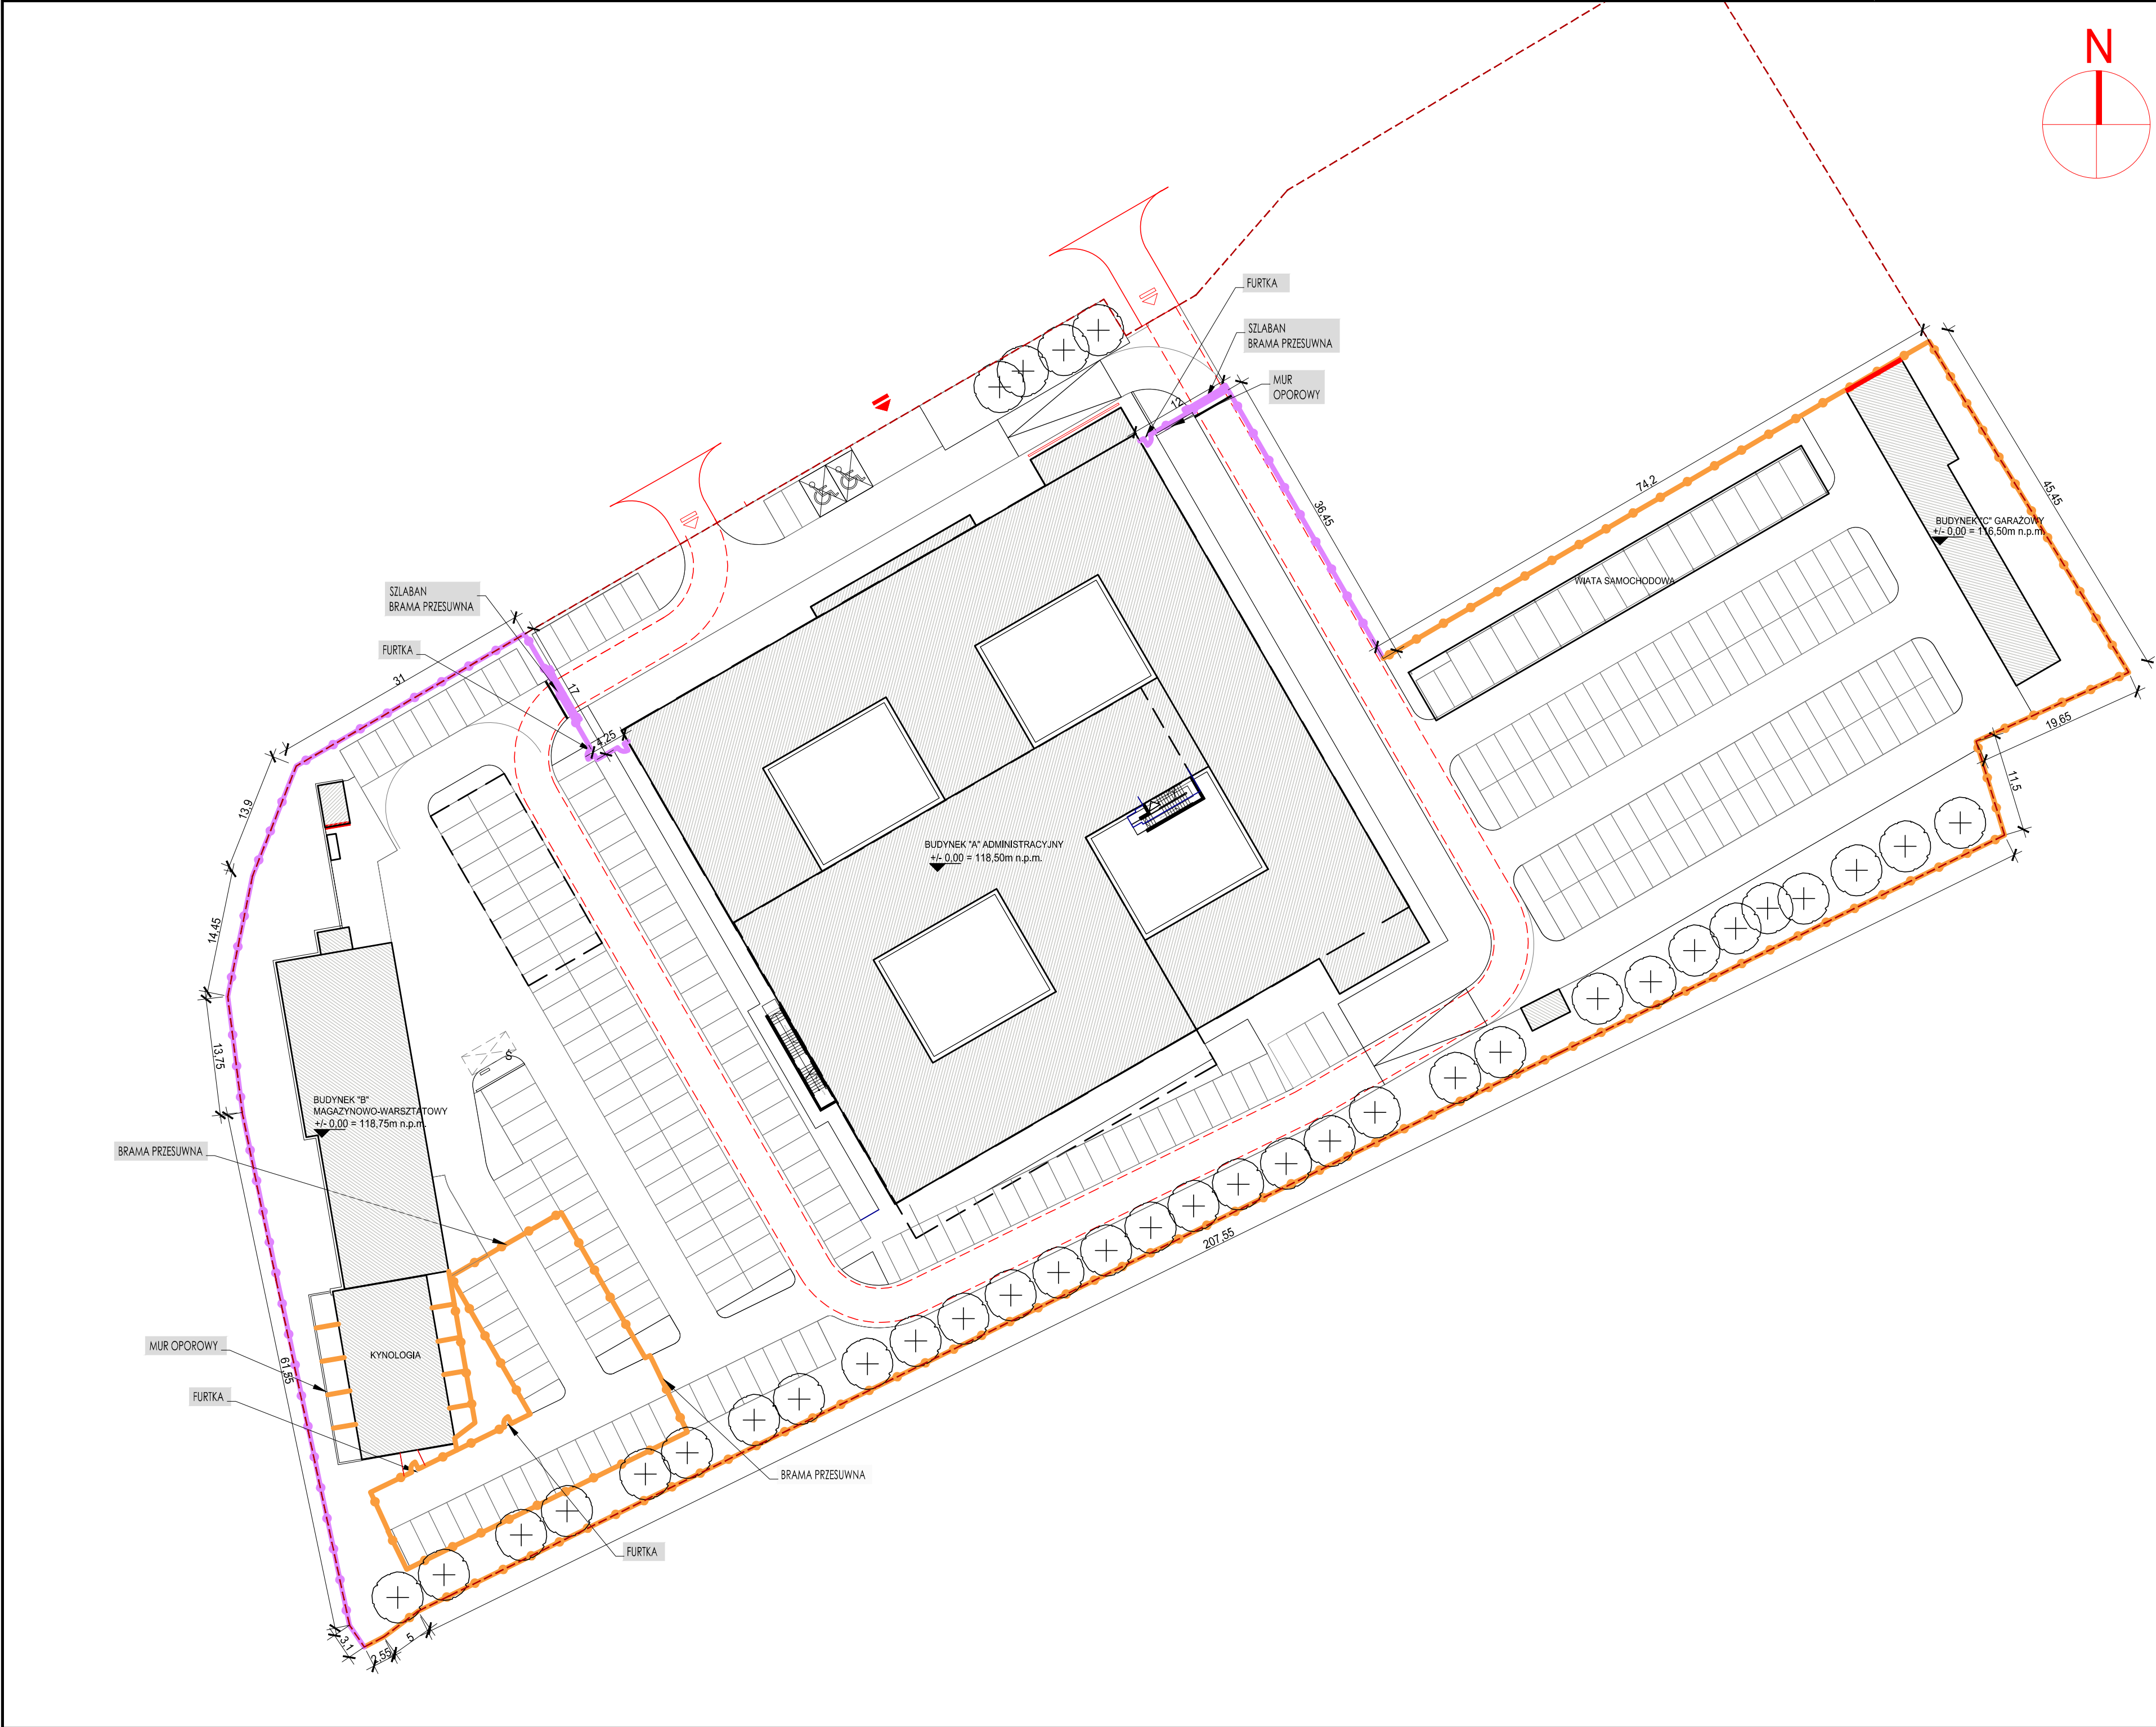 N
FURTKA
SZLABAN
BRAMA PRZESUWNA
MUR
OPOROWY
12
36,45
74,2
45,45
BUDYNEK "C" GARAŻOWY
+/- 0,00 = 116,50m n.p.m.
WIATA SAMOCHODOWA
SZLABAN
BRAMA PRZESUWNA
FURTKA
31
17
4,25
19,65
11,5
13,9
14,45
13,75
BUDYNEK "A" ADMINISTRACYJNY
+/- 0,00 = 118,50m n.p.m.
S
BUDYNEK "B"
MAGAZYNOWO-WARSZTATOWY
+/- 0,00 = 118,75m n.p.m.
BRAMA PRZESUWNA
207,55
MUR OPOROWY
KYNOLOGIA
61,55
FURTKA
BRAMA PRZESUWNA
FURTKA
3,1
2,55
5